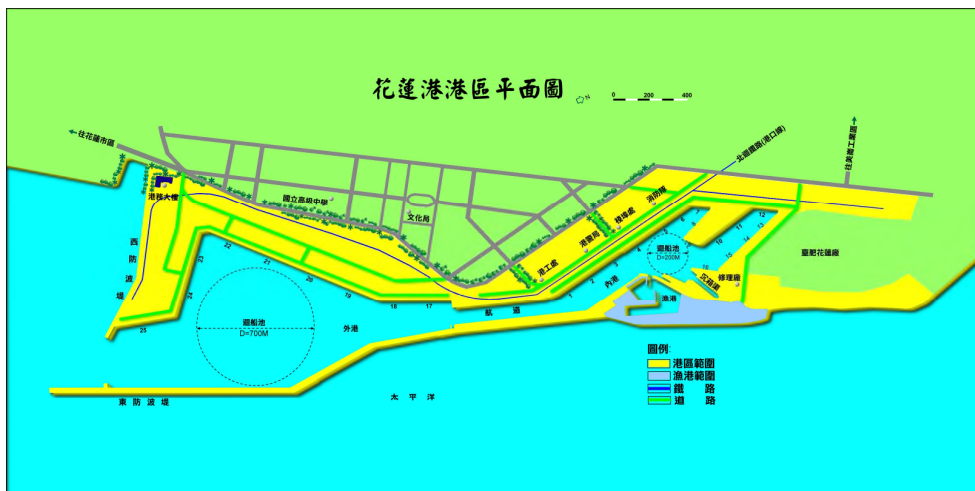 花蓮港港區平面圖
N
0 200 400
往花蓮市區
北迴鐵路(港口線)
往美崙工業區
港務大樓
國立高級中學
文化局
消防隊
棧埠處
港警局
港工處
西防波堤
迴船池
D=200M
臺肥花蓮廠
修理廠
漁港
內港
航道
外港
迴船池
D=700M
1
2
3
4
5
6
7
8
9
10
11
12
13
14
15
16
17
18
19
20
21
22
23
24
25
東防波堤
太平洋
圖例:
港區範圍
漁港範圍
鐵路
道路